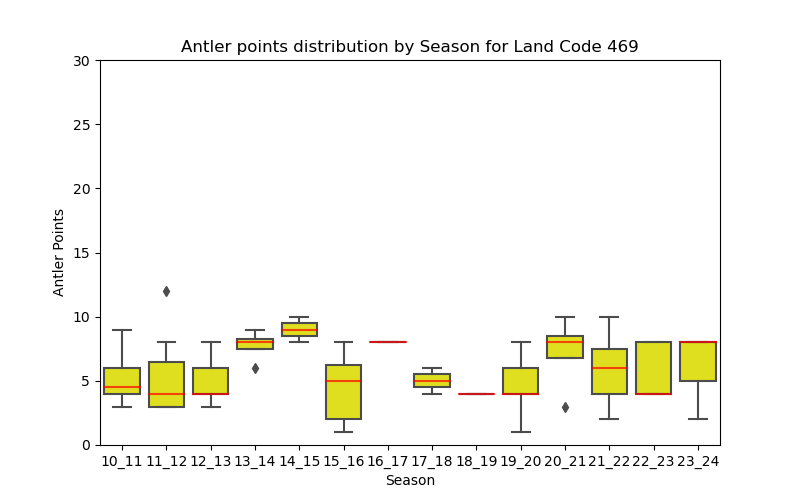 Antler points distribution by Season for Land Code 469
30
25
20
15
10
5
0
Antler Points
10_11 11_12 12_13 13_14 14_15 15_16 16_17 17_18 18_19 19_20 20_21 21_22 22_23 23_24
Season